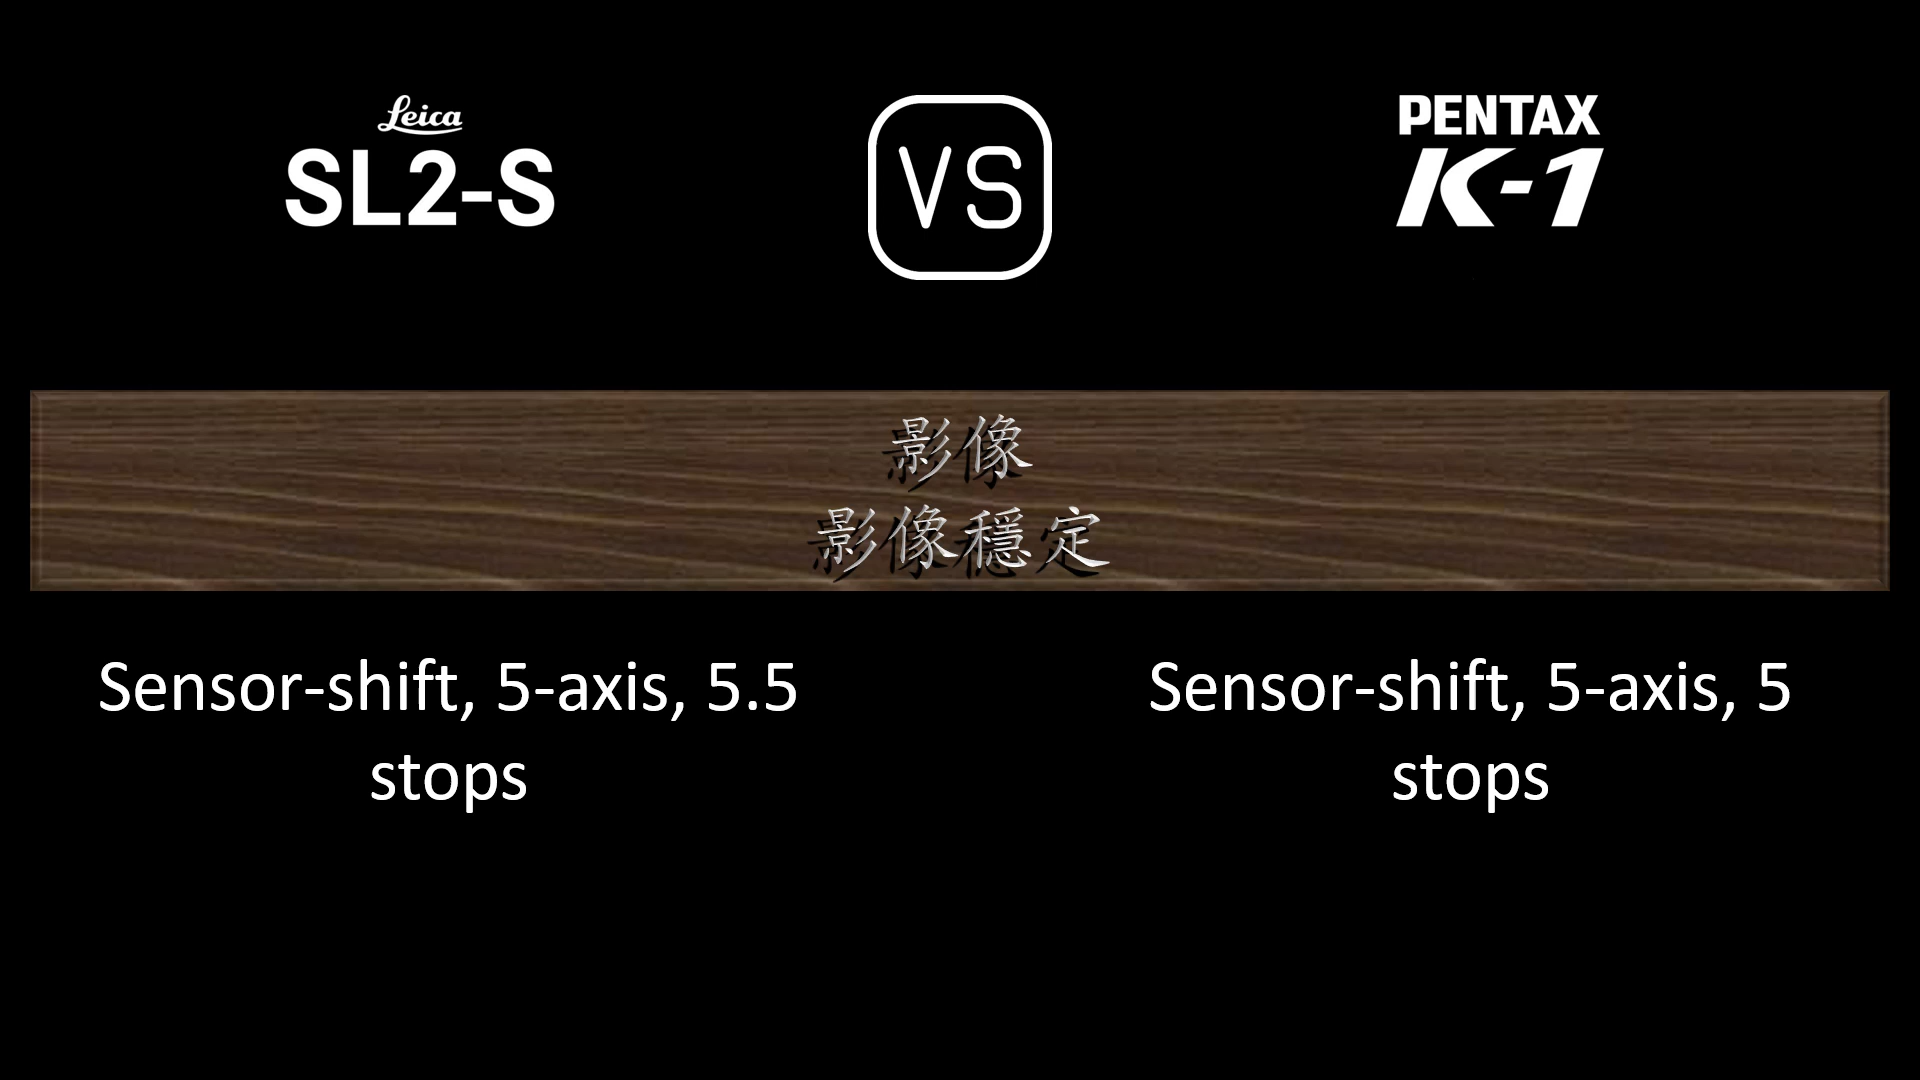 Leica
SL2-S
VS
PENTAX
K-1
影像
影像穩定
Sensor-shift, 5-axis, 5.5
stops
Sensor-shift, 5-axis, 5
stops